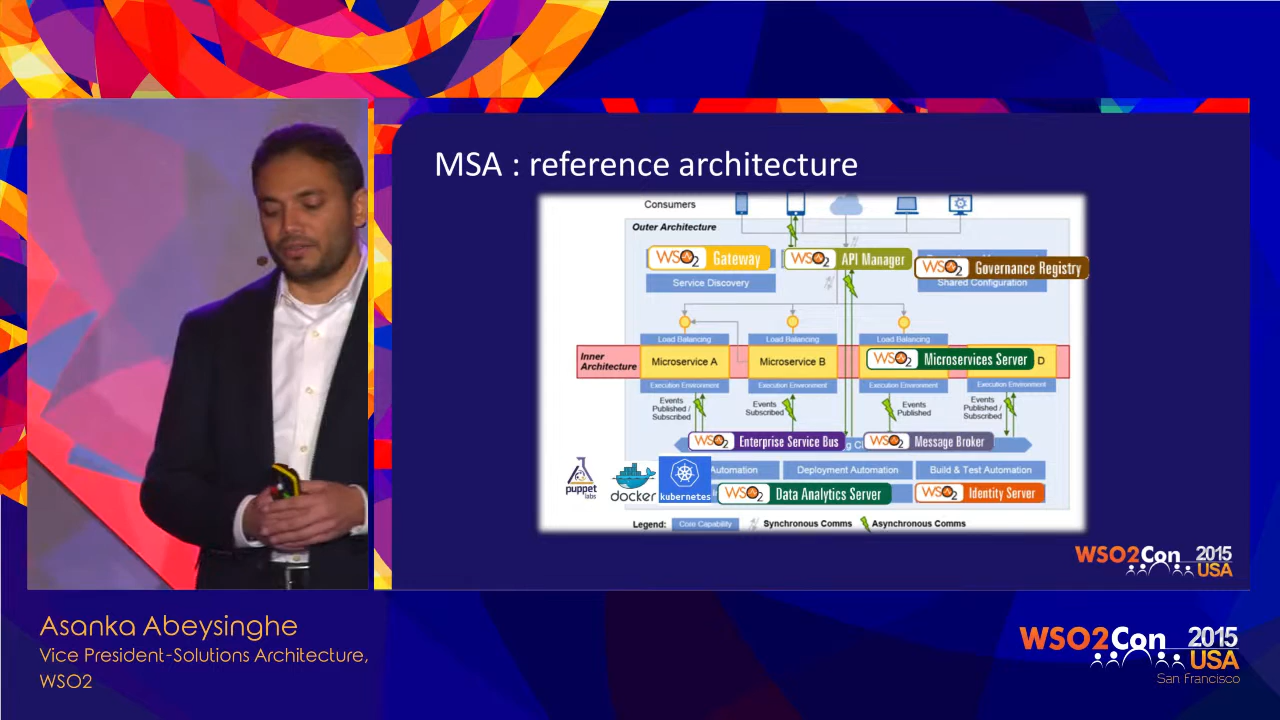 MSA : reference architecture
Consumers
Outer Architecture
WSO2 Gateway
WSO2 API Manager
WSO2 Governance Registry
Service Discovery
Shared Configuration
Load Balancing
Load Balancing
Load Balancing
Inner Architecture
Microservice A
Microservice B
WSO2 Microservices Server
D
Execution Environment
Execution Environment
Execution Environment
Execution Environment
Events Published / Subscribed
Events Subscribed
Events Published
Events Published / Subscribed
WSO2 Enterprise Service Bus
WSO2 Message Broker
Automation
Deployment Automation
Build & Test Automation
puppet labs
docker
kubernetes
WSO2 Data Analytics Server
WSO2 Identity Server
Legend:
Core Capability
Synchronous Comms
Asynchronous Comms
WSO2Con 2015
USA
Asanka Abeysinghe
Vice President-Solutions Architecture,
WSO2
WSO2Con 2015
USA
San Francisco